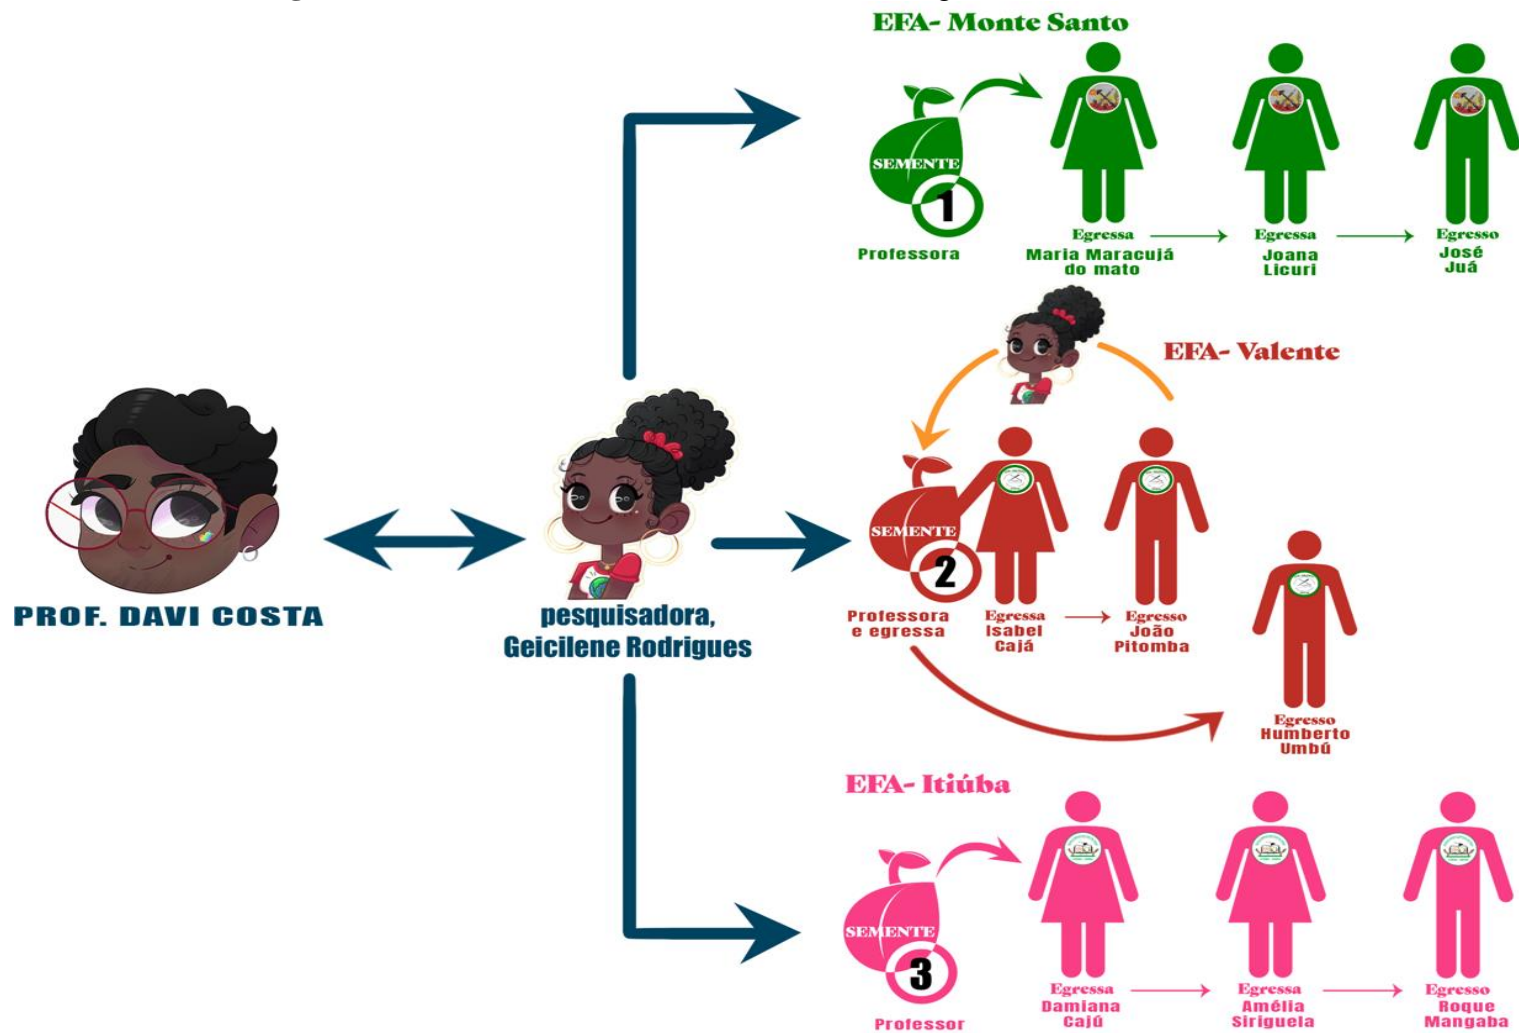 EFA- Monte Santo
SEMENTE
1
Professora
Egressa
Maria Maracujá
do mato
Egressa
Joana
Licuri
Egresso
José
Juá
EFA- Valente
SEMENTE
2
Professora
e egressa
Egressa
Isabel
Cajá
Egresso
João
Pitomba
Egresso
Humberto
Umbú
PROF. DAVI COSTA
pesquisadora,
Geicilene Rodrigues
EFA- Itiúba
SEMENTE
3
Professor
Egressa
Damiana
Cajú
Egressa
Amélia
Siriguela
Egresso
Roque
Mangaba